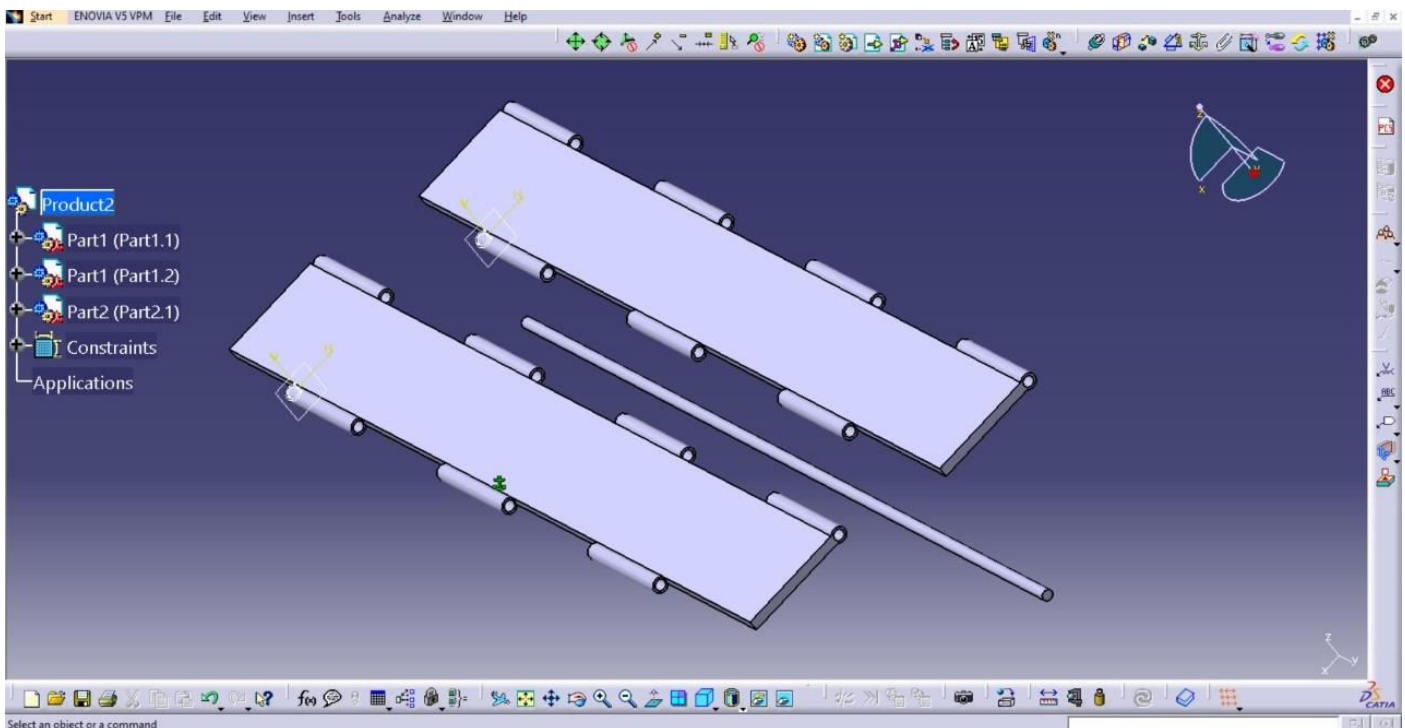 Start ENOVIA V5 VPM File Edit View Insert Tools Analyze Window Help
Product2
Part1 (Part1.1)
Part1 (Part1.2)
Part2 (Part2.1)
Constraints
Applications
z
x
z
y
x
CATIA
Select an object or a command